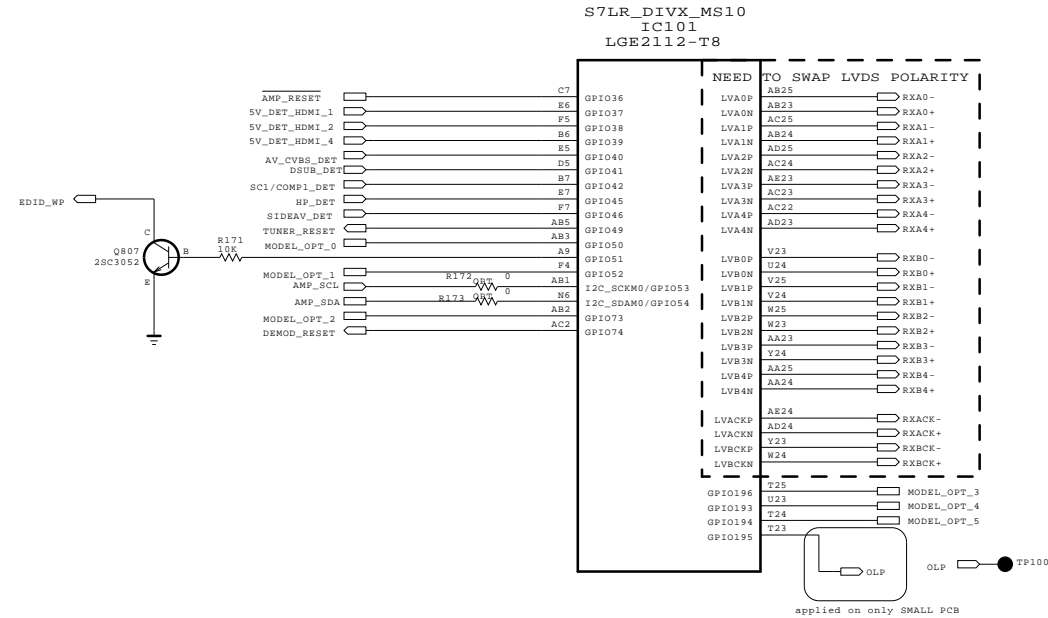 S7LR_DIVX_MS10
IC101
LGE2112-T8
NEED TO SWAP LVDS POLARITY
AMP_RESET C7 GPIO36
5V_DET_HDMI_1 E6 GPIO37
5V_DET_HDMI_2 F5 GPIO38
5V_DET_HDMI_4 B6 GPIO39
AV_CVBS_DET E5 GPIO40
DSUB_DET D5 GPIO41
SC1/COMP1_DET B7 GPIO42
HP_DET E7 GPIO45
SIDEAV_DET F7 GPIO46
TUNER_RESET AB5 GPIO49
MODEL_OPT_0 AB3 GPIO50
A9 GPIO51
MODEL_OPT_1 F4 GPIO52
AMP_SCL R172 OPT 0 AB1 I2C_SCKM0/GPIO53
AMP_SDA R173 OPT 0 N6 I2C_SDAM0/GPIO54
MODEL_OPT_2 AB2 GPIO73
DEMOD_RESET AC2 GPIO74
EDID_WP
C
Q807
2SC3052
B
E
R171
10K
LVA0P AB25 RXA0-
LVA0N AB23 RXA0+
LVA1P AC25 RXA1-
LVA1N AB24 RXA1+
LVA2P AD25 RXA2-
LVA2N AC24 RXA2+
LVA3P AE23 RXA3-
LVA3N AC23 RXA3+
LVA4P AC22 RXA4-
LVA4N AD23 RXA4+
LVB0P V23 RXB0-
LVB0N U24 RXB0+
LVB1P V25 RXB1-
LVB1N V24 RXB1+
LVB2P W25 RXB2-
LVB2N W23 RXB2+
LVB3P AA23 RXB3-
LVB3N Y24 RXB3+
LVB4P AA25 RXB4-
LVB4N AA24 RXB4+
LVACKP AE24 RXACK-
LVACKN AD24 RXACK+
LVBCKP Y23 RXBCK-
LVBCKN W24 RXBCK+
GPIO196 T25 MODEL_OPT_3
GPIO193 U23 MODEL_OPT_4
GPIO194 T24 MODEL_OPT_5
GPIO195 T23
OLP
OLP TP100
applied on only SMALL PCB